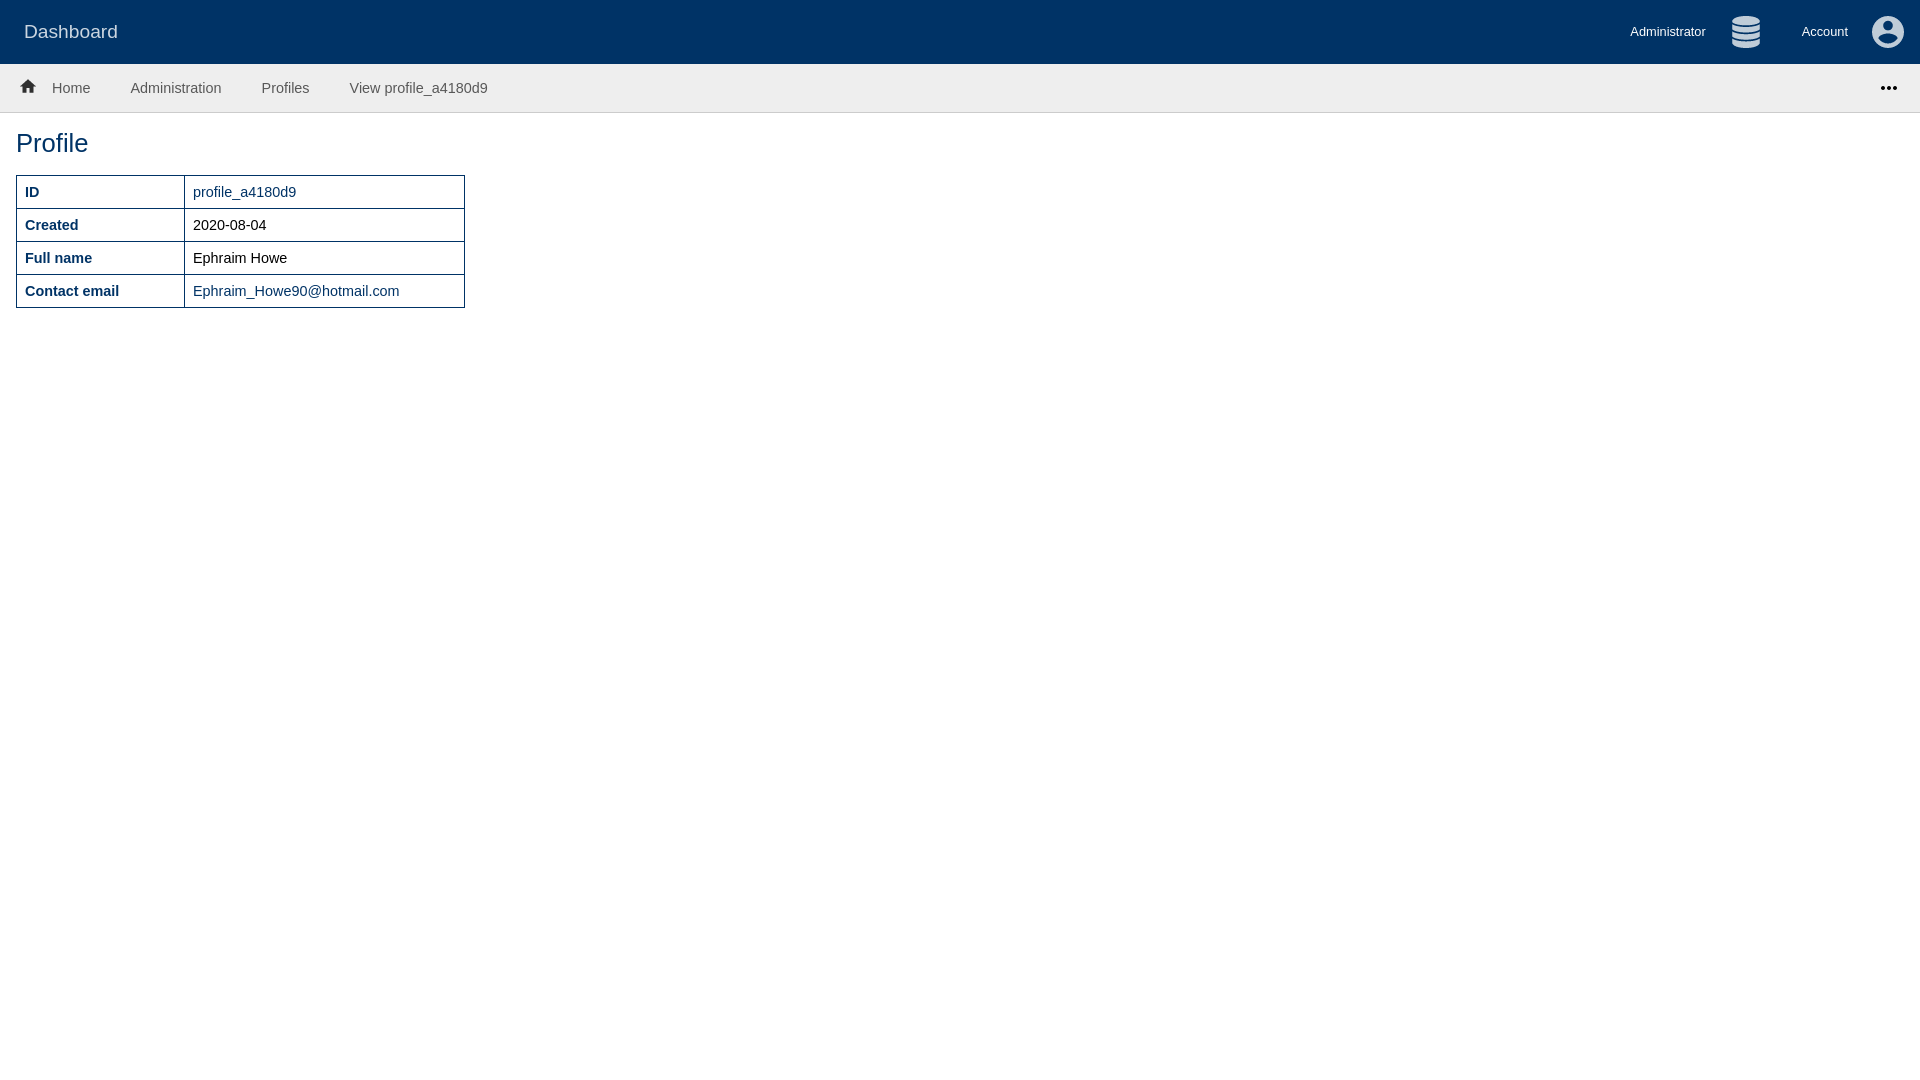 Dashboard
Administrator
Account
Home
Administration
Profiles
View profile_a4180d9
Profile
ID profile_a4180d9
Created 2020-08-04
Full name Ephraim Howe
Contact email Ephraim_Howe90@hotmail.com